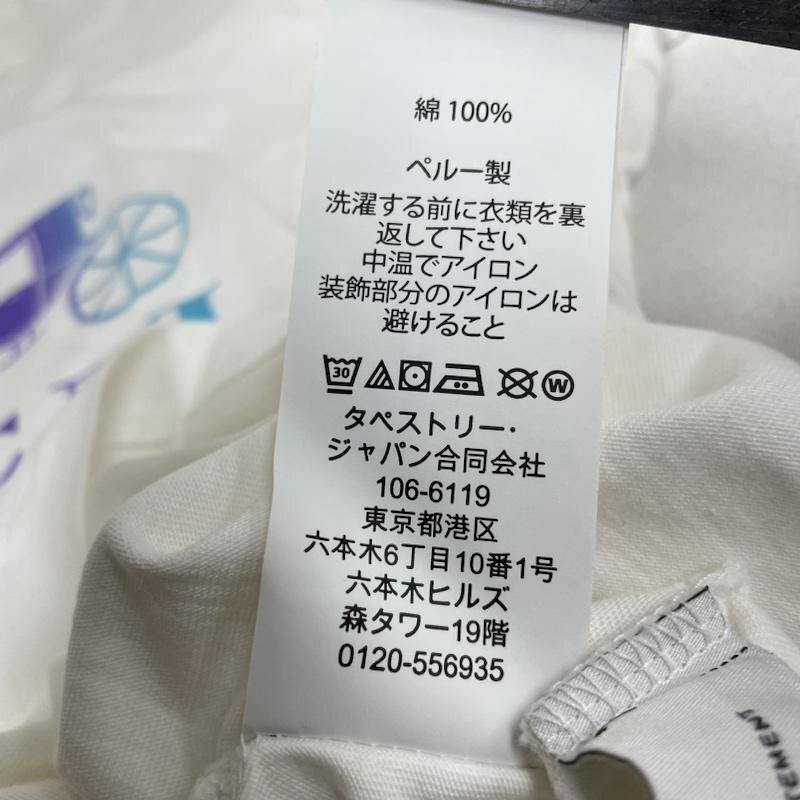 綿 100%
ペルー製
洗濯する前に衣類を裏
返して下さい
中温でアイロン
装飾部分のアイロンは
避けること
30
W
タペストリー・
ジャパン合同会社
106-6119
東京都港区
六本木6丁目10番1号
六本木ヒルズ
森タワー19階
0120-556935